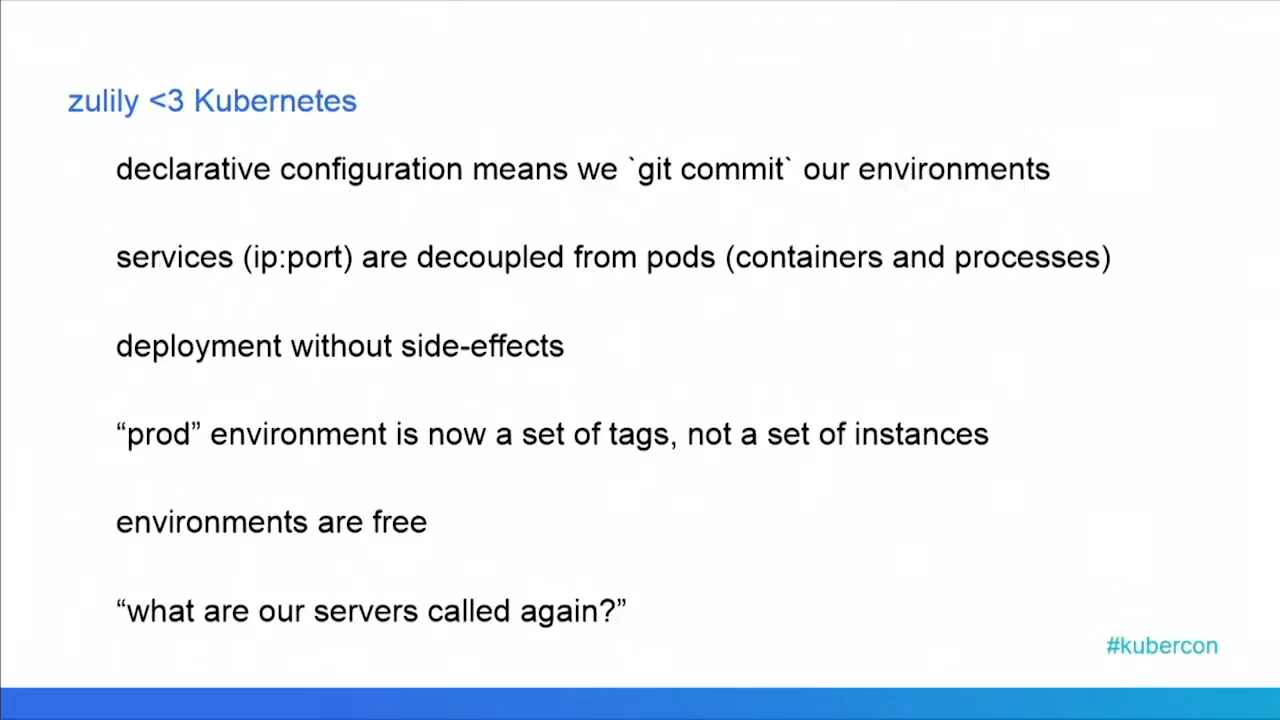 zulily <3 Kubernetes
declarative configuration means we `git commit` our environments
services (ip:port) are decoupled from pods (containers and processes)
deployment without side-effects
“prod” environment is now a set of tags, not a set of instances
environments are free
“what are our servers called again?”
#kubercon